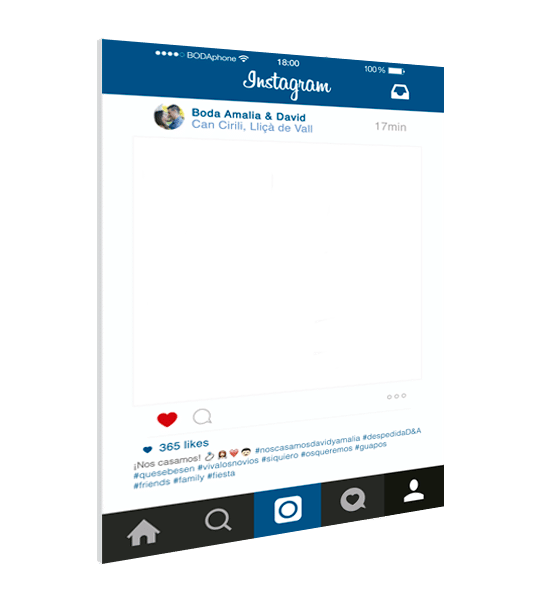 BODAphone 18:00 100%
Instagram
Boda Amalia & David
Can Cirili, Lliçà de Vall 17min
365 likes
¡Nos casamos! #noscasamosdavidyamalia #despedidaD&A
#quesebesen #vivalosnovios #siquiero #osqueremos #guapos
#friends #family #fiesta